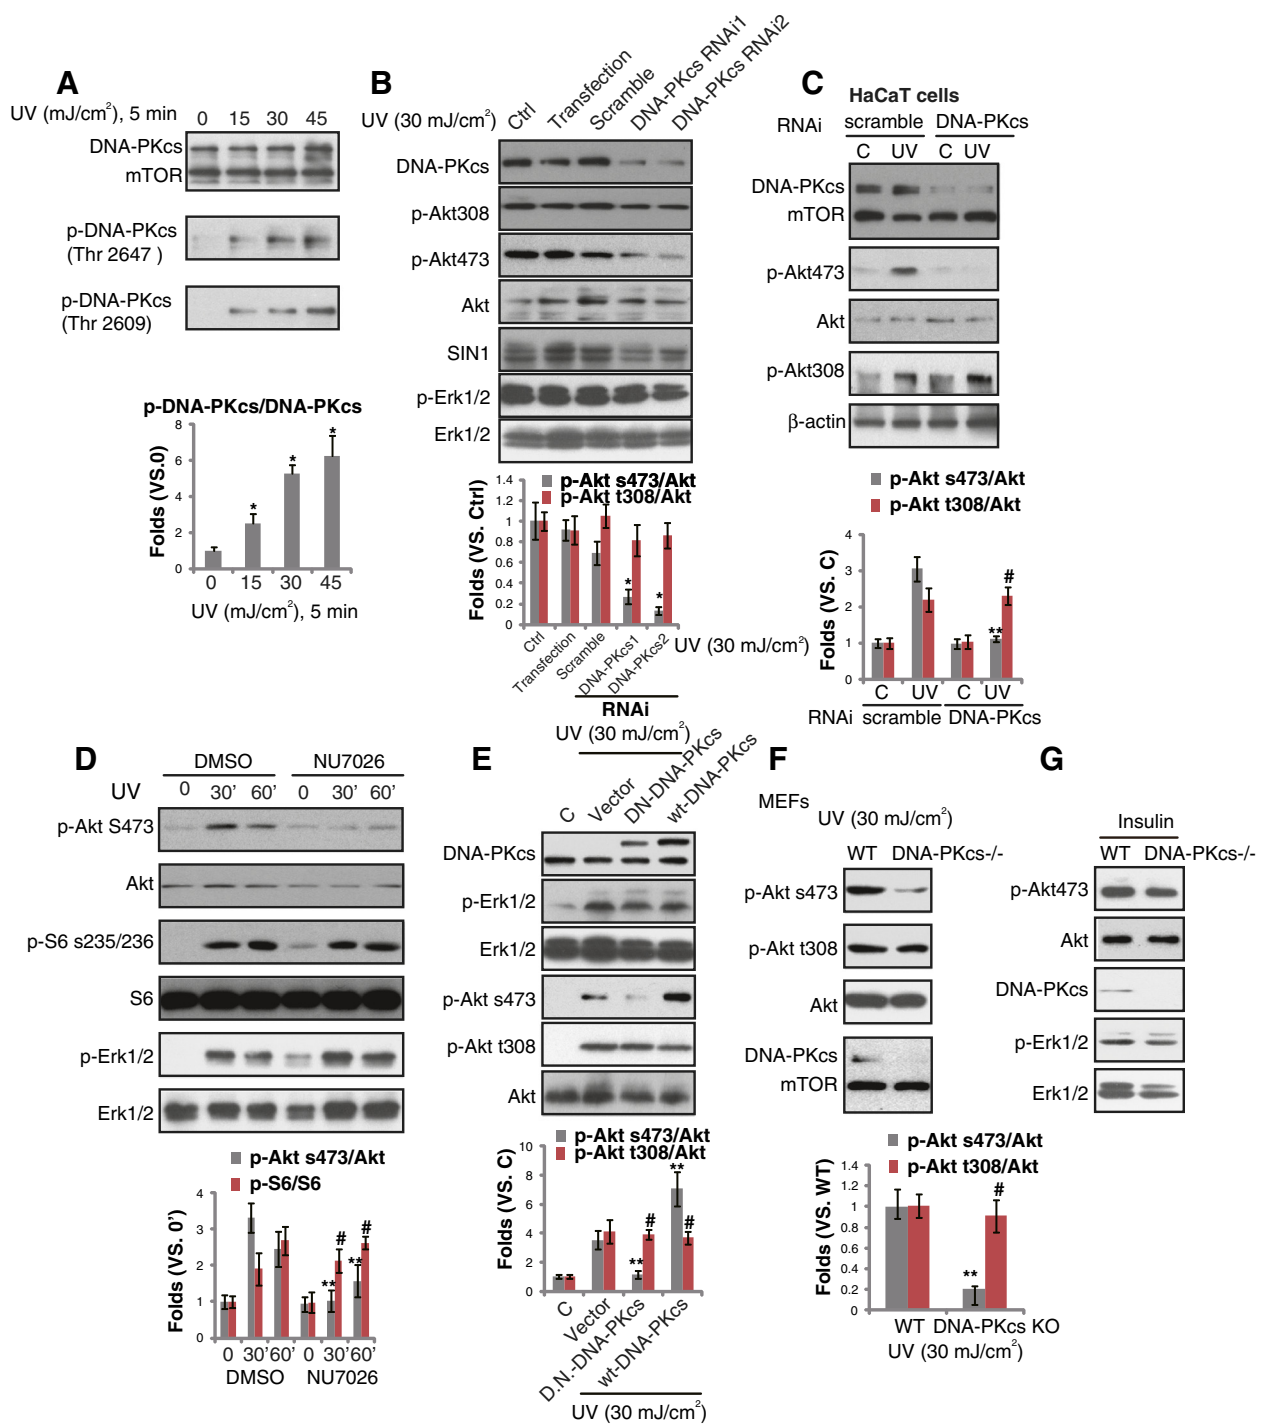 A
UV (mJ/cm²), 5 min
0 15 30 45
DNA-PKcs
mTOR
p-DNA-PKcs
(Thr 2647 )
p-DNA-PKcs
(Thr 2609)
p-DNA-PKcs/DNA-PKcs
Folds (VS.0)
8
6
4
2
0
* * *
0 15 30 45
UV (mJ/cm²), 5 min
B
UV (30 mJ/cm²)
Ctrl
Transfection
Scramble
DNA-PKcs RNAi1
DNA-PKcs RNAi2
DNA-PKcs
p-Akt308
p-Akt473
Akt
SIN1
p-Erk1/2
Erk1/2
p-Akt s473/Akt
p-Akt t308/Akt
Folds (VS. Ctrl)
1.4
1.2
1
0.8
0.6
0.4
0.2
0
* *
Ctrl
Transfection
Scramble
DNA-PKcs1
DNA-PKcs2
UV (30 mJ/cm²)
RNAi
C
HaCaT cells
RNAi
scramble DNA-PKcs
C UV C UV
DNA-PKcs
mTOR
p-Akt473
Akt
p-Akt308
β-actin
p-Akt s473/Akt
p-Akt t308/Akt
Folds (VS. C)
4
3
2
1
0
** #
C UV C UV
RNAi scramble DNA-PKcs
D
DMSO NU7026
UV 0 30’ 60’ 0 30’ 60’
p-Akt S473
Akt
p-S6 s235/236
S6
p-Erk1/2
Erk1/2
p-Akt s473/Akt
p-S6/S6
Folds (VS. 0’)
4
3
2
1
0
** # ** #
0 30’ 60’ 0 30’ 60’
DMSO NU7026
E
UV (30 mJ/cm²)
C
Vector
DN-DNA-PKcs
wt-DNA-PKcs
DNA-PKcs
p-Erk1/2
Erk1/2
p-Akt s473
p-Akt t308
Akt
p-Akt s473/Akt
p-Akt t308/Akt
Folds (VS. C)
10
8
6
4
2
0
** # ** #
C
Vector
D.N.-DNA-PKcs
wt-DNA-PKcs
UV (30 mJ/cm²)
F
MEFs
UV (30 mJ/cm²)
WT DNA-PKcs-/-
p-Akt s473
p-Akt t308
Akt
DNA-PKcs
mTOR
p-Akt s473/Akt
p-Akt t308/Akt
Folds (VS. WT)
1.4
1.2
1
0.8
0.6
0.4
0.2
0
** #
WT DNA-PKcs KO
UV (30 mJ/cm²)
G
Insulin
WT DNA-PKcs-/-
p-Akt473
Akt
DNA-PKcs
p-Erk1/2
Erk1/2